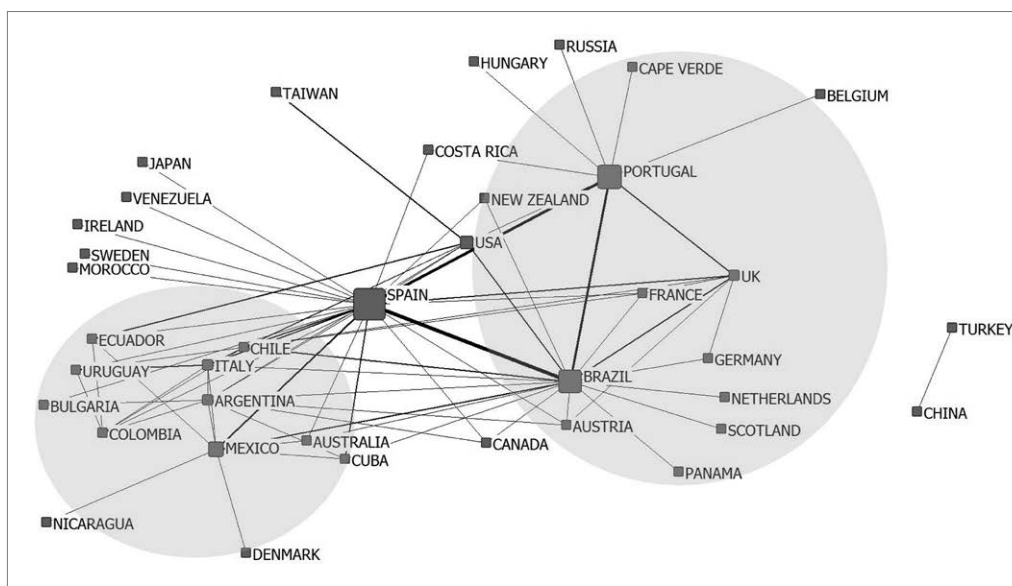 RUSSIA
HUNGARY
CAPE VERDE
TAIWAN
BELGIUM
COSTA RICA
JAPAN
PORTUGAL
VENEZUELA
NEW ZEALAND
IRELAND
USA
SWEDEN
MOROCCO
UK
SPAIN
FRANCE
TURKEY
ECUADOR
CHILE
GERMANY
URUGUAY
ITALY
BRAZIL
NETHERLANDS
BULGARIA
ARGENTINA
CHINA
COLOMBIA
AUSTRIA
SCOTLAND
MEXICO
AUSTRALIA
CANADA
CUBA
PANAMA
NICARAGUA
DENMARK